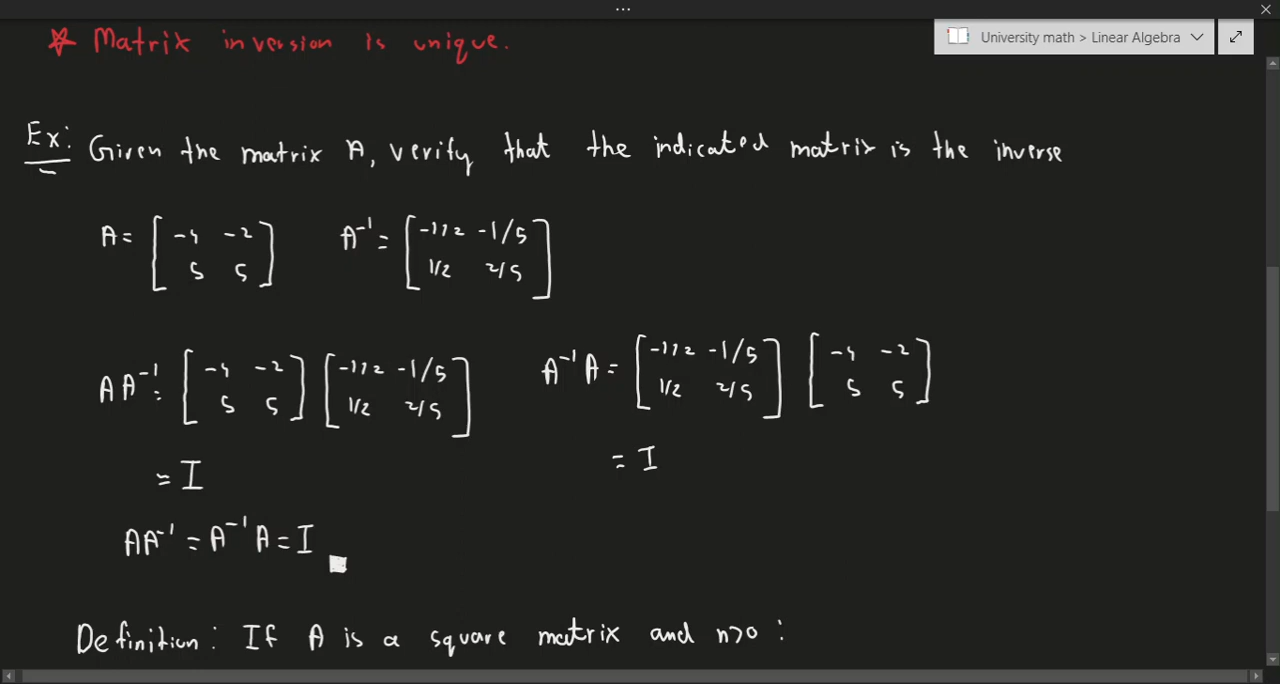 ★ Matrix inversion is unique.
University math > Linear Algebra
Ex: Given the matrix A, verify that the indicated matrix is the inverse
A = [ -4 -2 ; 5 5 ] A⁻¹ = [ -1/2 -1/5 ; 1/2 2/5 ]
A A⁻¹ = [ -4 -2 ; 5 5 ] [ -1/2 -1/5 ; 1/2 2/5 ] A⁻¹ A = [ -1/2 -1/5 ; 1/2 2/5 ] [ -4 -2 ; 5 5 ]
= I = I
AA⁻¹ = A⁻¹ A = I
Definition: If A is a square matrix and n>0 :